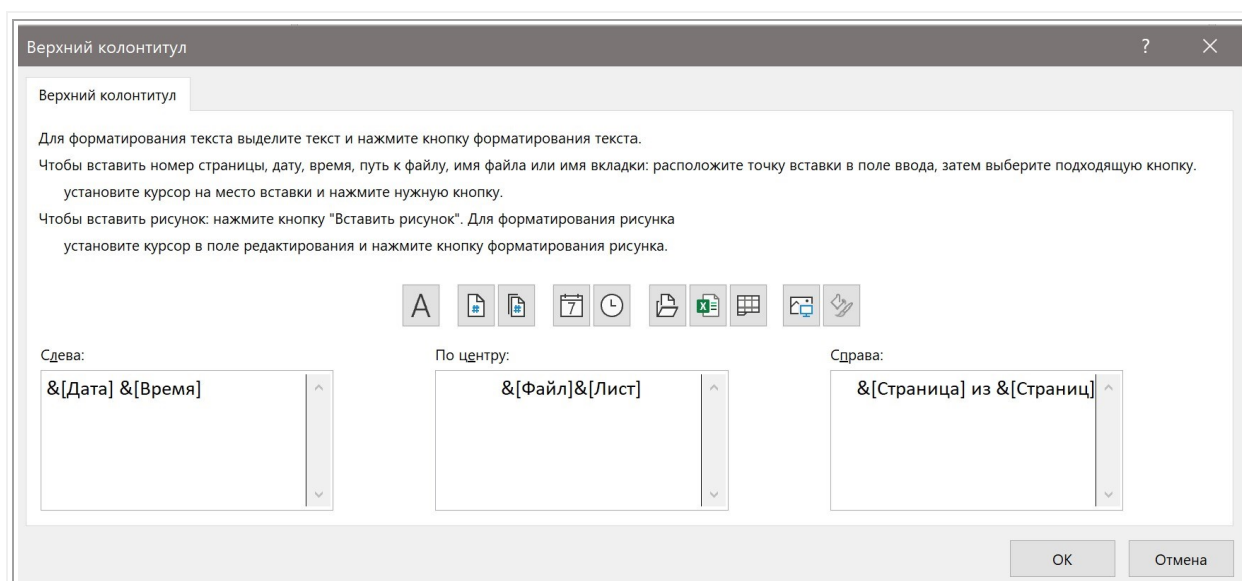 Верхний колонтитул
?
Верхний колонтитул
Для форматирования текста выделите текст и нажмите кнопку форматирования текста.
Чтобы вставить номер страницы, дату, время, путь к файлу, имя файла или имя вкладки: расположите точку вставки в поле ввода, затем выберите подходящую кнопку.
установите курсор на место вставки и нажмите нужную кнопку.
Чтобы вставить рисунок: нажмите кнопку "Вставить рисунок". Для форматирования рисунка
установите курсор в поле редактирования и нажмите кнопку форматирования рисунка.
A # # 7 X
Слева: По центру: Справа:
&[Дата] &[Время] &[Файл]&[Лист] &[Страница] из &[Страниц]
ОК Отмена